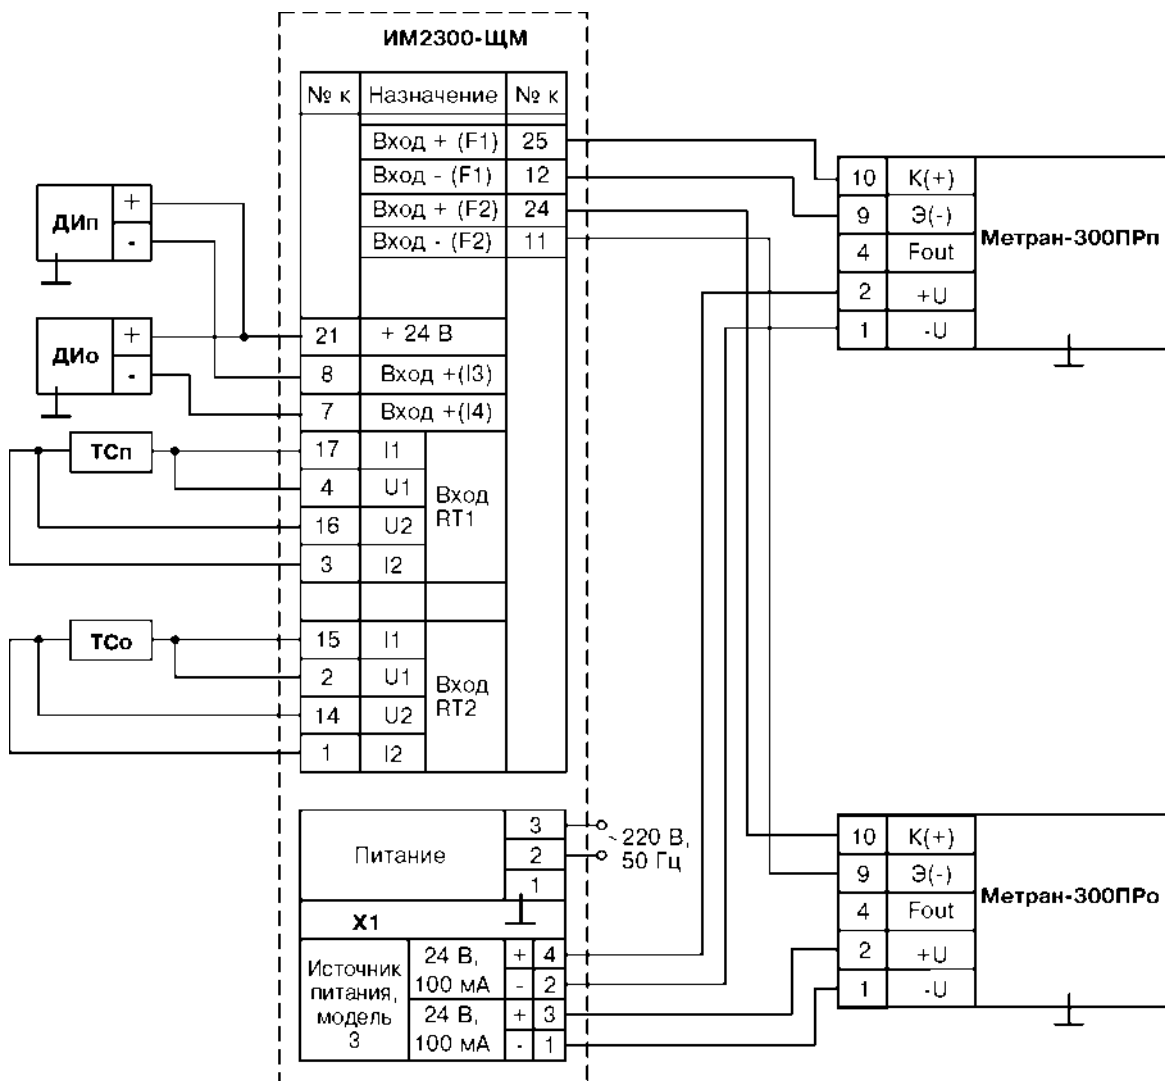 ИМ2300-ЩМ
№ к Назначение № к
Вход + (F1) 25
Вход - (F1) 12
Вход + (F2) 24
Вход - (F2) 11
21 + 24 В
8 Вход +(I3)
7 Вход +(I4)
17 I1
4 U1
16 U2
3 I2
Вход
RT1
15 I1
2 U1
14 U2
1 I2
Вход
RT2
ДИп
+
-
ДИо
+
-
ТСп
ТСо
10 К(+)
9 Э(-)
4 Fout
2 +U
1 -U
Метран-300ПРп
Питание
3
2
1
~220 В,
50 Гц
X1
Источник
питания,
модель
3
24 В,
100 мА
+ 4
- 2
24 В,
100 мА
+ 3
- 1
10 К(+)
9 Э(-)
4 Fout
2 +U
1 -U
Метран-300ПРо